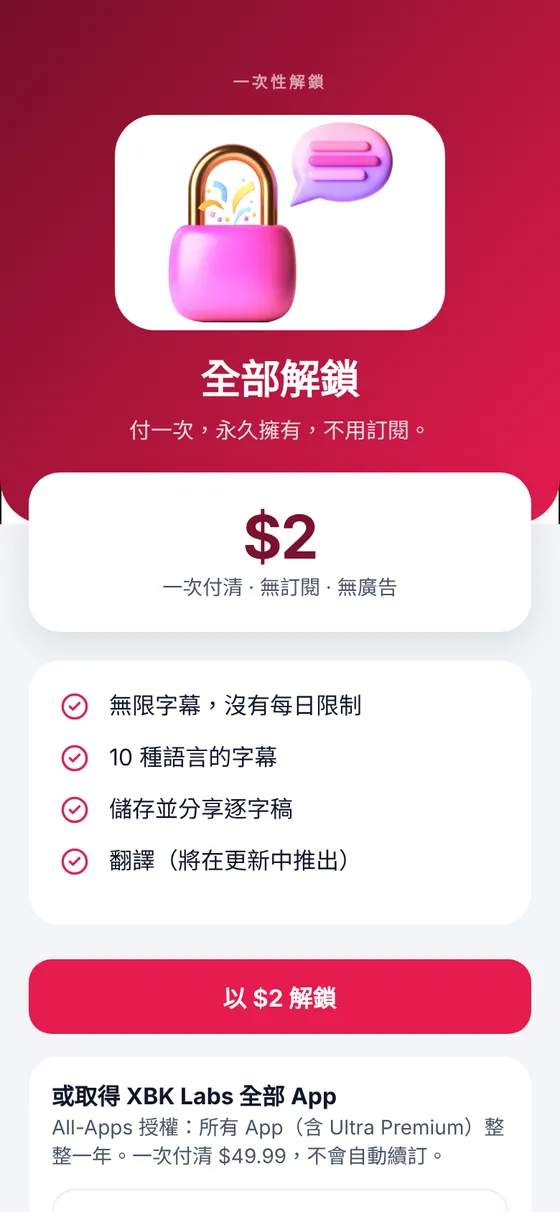 一次性解鎖
全部解鎖
付一次，永久擁有，不用訂閱。
$2
一次付清 · 無訂閱 · 無廣告
無限字幕，沒有每日限制
10 種語言的字幕
儲存並分享逐字稿
翻譯（將在更新中推出）
以 $2 解鎖
或取得 XBK Labs 全部 App
All-Apps 授權：所有 App（含 Ultra Premium）整
整一年。一次付清 $49.99，不會自動續訂。